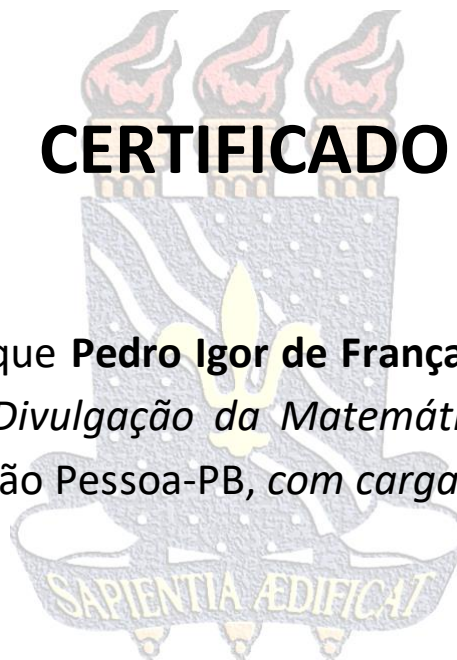 CERTIFICADO
que Pedro Igor de França
Divulgação da Matemáti
ão Pessoa-PB, com carga
SAPIENTIA ÆDIFICAT